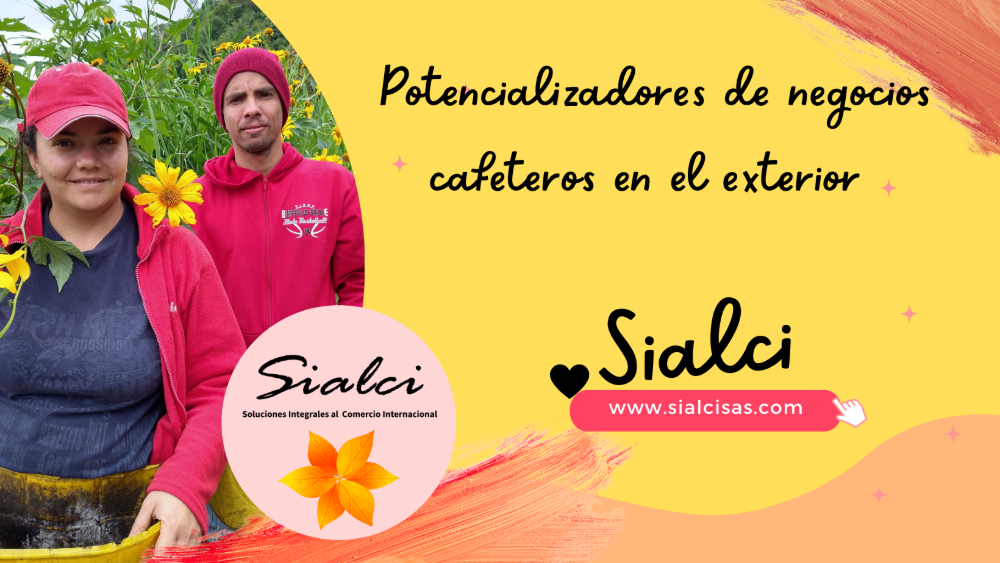 Potencializadores de negocios
cafeteros en el exterior
Sialci
www.sialcisas.com
Sialci
Soluciones Integrales al Comercio Internacional